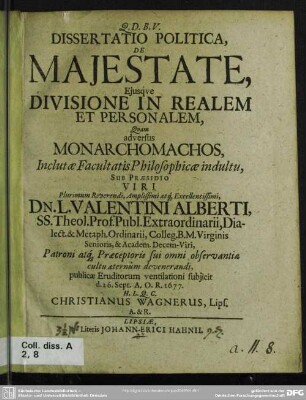 Q.D.B.V.
DISSERTATIO POLITICA,
DE
MAJESTATE,
Ejusqve
DIVISIONE IN REALEM
ET PERSONALEM,
Quam
adversus
MONARCHOMACHOS,
Inclutæ Facultatis Philosophicæ indultu,
SUB PRÆSIDIO
VIRI
Plurimum Reverendi, Amplissimi atq; Excellentissimi,
DN. L. VALENTINI ALBERTI,
SS. Theol. Prof. Publ. Extraordinarii, Dia-
lect. & Metaph. Ordinarii, Colleg. B.M. Virginis
Senioris, & Academ. Decem-Viri,
Patroni atq; Præceptoris sui omni observantiæ
cultu æternùm devenerandi,
publicæ Eruditorum ventilationi subjicit
d. 26. Sept. A. O. R. 1677.
H. L. Q. C.
CHRISTIANUS WAGNERUS, Lips.
A. & R.
LIPSIÆ,
Literis JOHANN-ERICI HAHNII.
Coll. diss. A
2, 8
a. 11. 8.
DFG